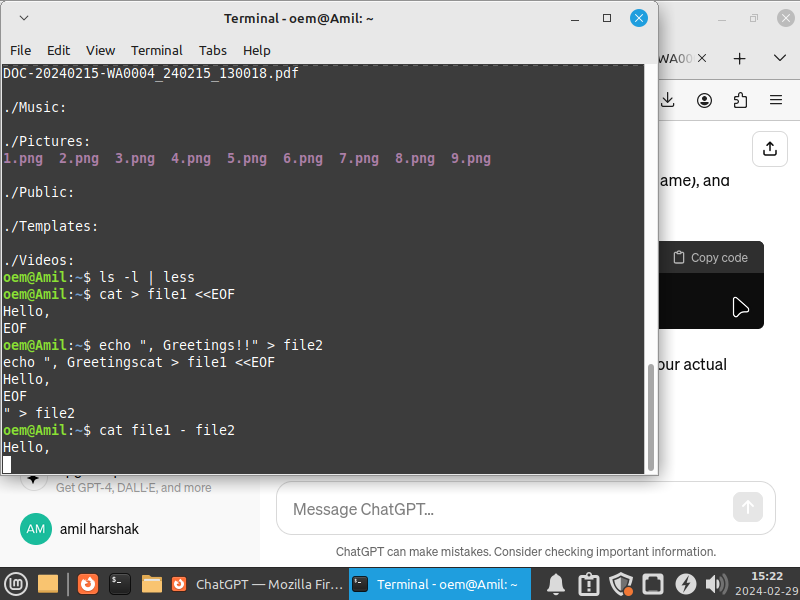 Terminal - oem@Amil: ~
File Edit View Terminal Tabs Help
DOC-20240215-WA0004_240215_130018.pdf
./Music:
./Pictures:
1.png 2.png 3.png 4.png 5.png 6.png 7.png 8.png 9.png
./Public:
./Templates:
./Videos:
oem@Amil:~$ ls -l | less
oem@Amil:~$ cat > file1 <<EOF
Hello,
EOF
oem@Amil:~$ echo ", Greetings!!" > file2
echo ", Greetingscat > file1 <<EOF
Hello,
EOF
" > file2
oem@Amil:~$ cat file1 - file2
Hello,
WA00
ame), and
Copy code
our actual
Get GPT-4, DALL·E, and more
AM amil harshak
Message ChatGPT...
ChatGPT can make mistakes. Consider checking important information.
ChatGPT — Mozilla Fir...
Terminal - oem@Amil: ~
15:22
2024-02-29